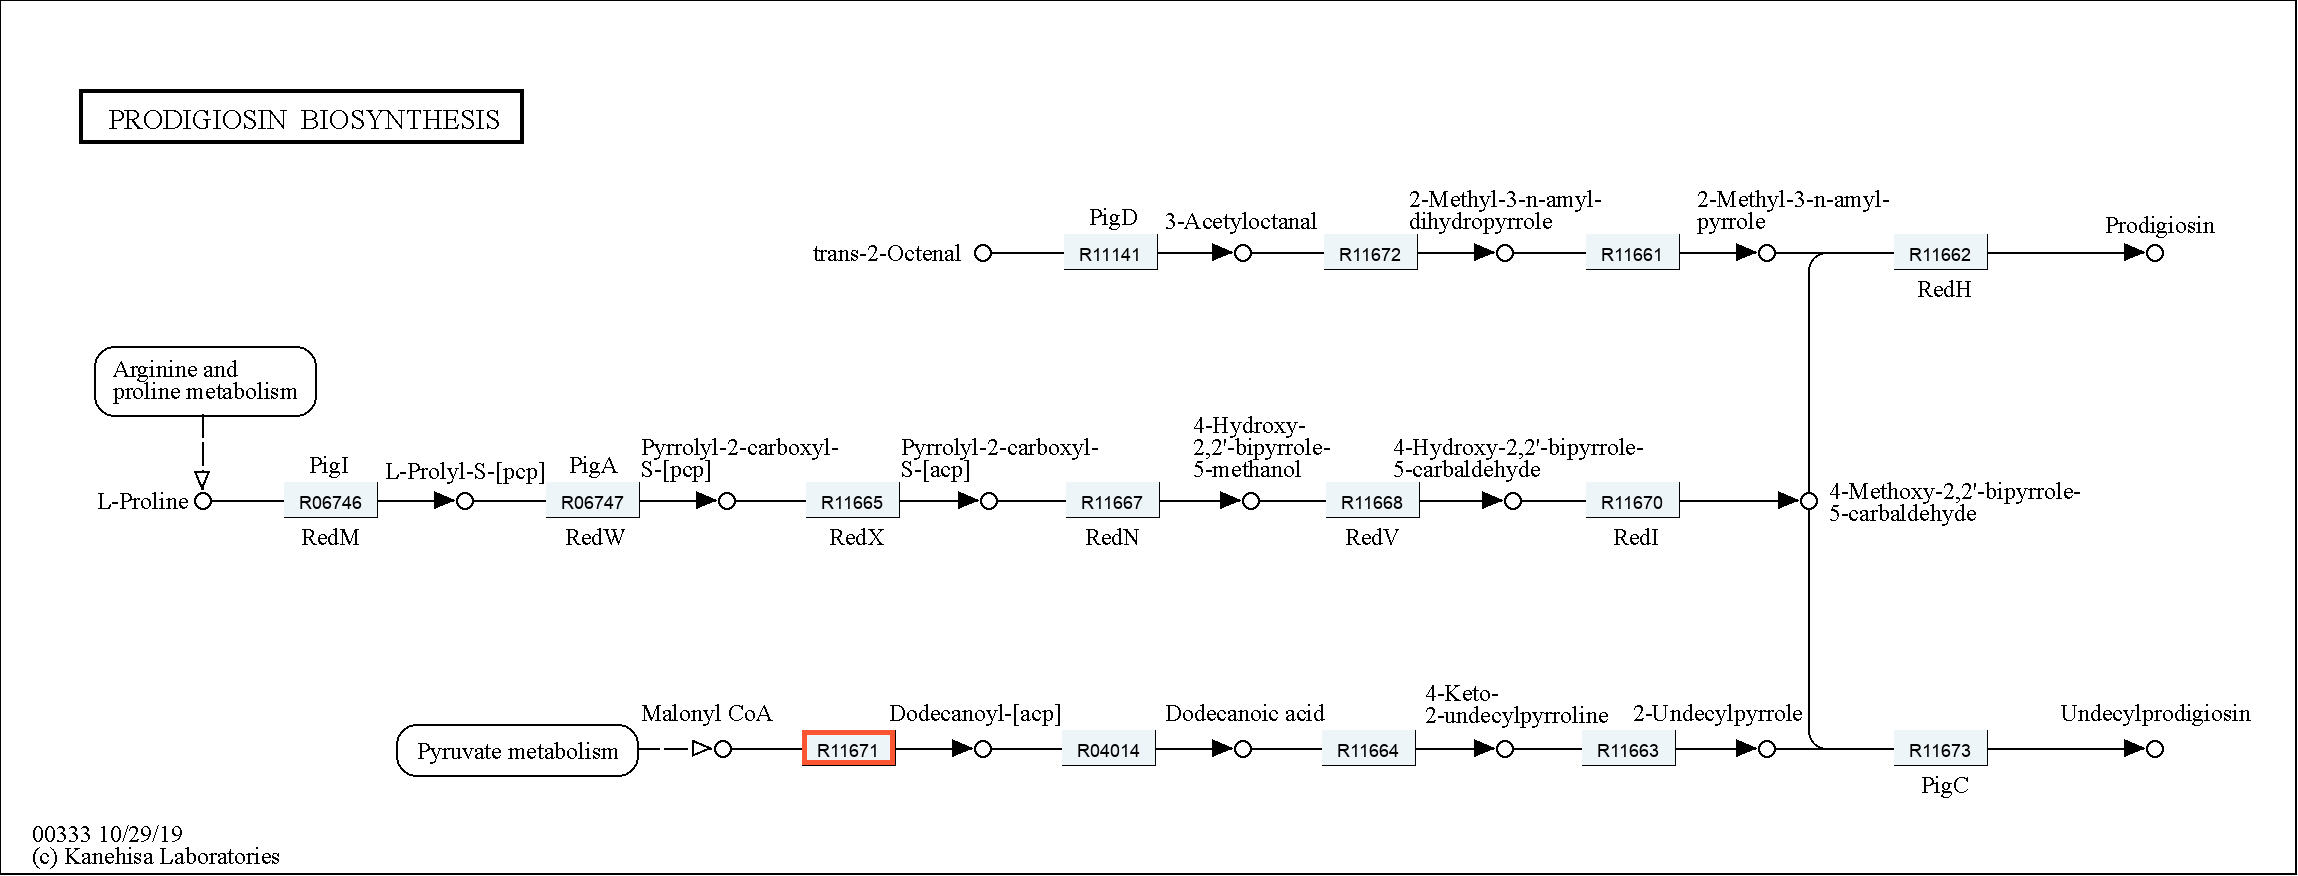 PRODIGIOSIN BIOSYNTHESIS
PigD
3-Acetyloctanal
2-Methyl-3-n-amyl-
dihydropyrrole
2-Methyl-3-n-amyl-
pyrrole
Prodigiosin
trans-2-Octenal
R11141
R11672
R11661
R11662
RedH
Arginine and
proline metabolism
L-Proline
PigI
R06746
RedM
L-Prolyl-S-[pcp]
PigA
R06747
RedW
Pyrrolyl-2-carboxyl-
S-[pcp]
R11665
RedX
Pyrrolyl-2-carboxyl-
S-[acp]
R11667
RedN
4-Hydroxy-
2,2'-bipyrrole-
5-methanol
R11668
RedV
4-Hydroxy-2,2'-bipyrrole-
5-carbaldehyde
R11670
RedI
4-Methoxy-2,2'-bipyrrole-
5-carbaldehyde
Pyruvate metabolism
Malonyl CoA
R11671
Dodecanoyl-[acp]
R04014
Dodecanoic acid
R11664
4-Keto-
2-undecylpyrroline
R11663
2-Undecylpyrrole
R11673
PigC
Undecylprodigiosin
00333 10/29/19
(c) Kanehisa Laboratories